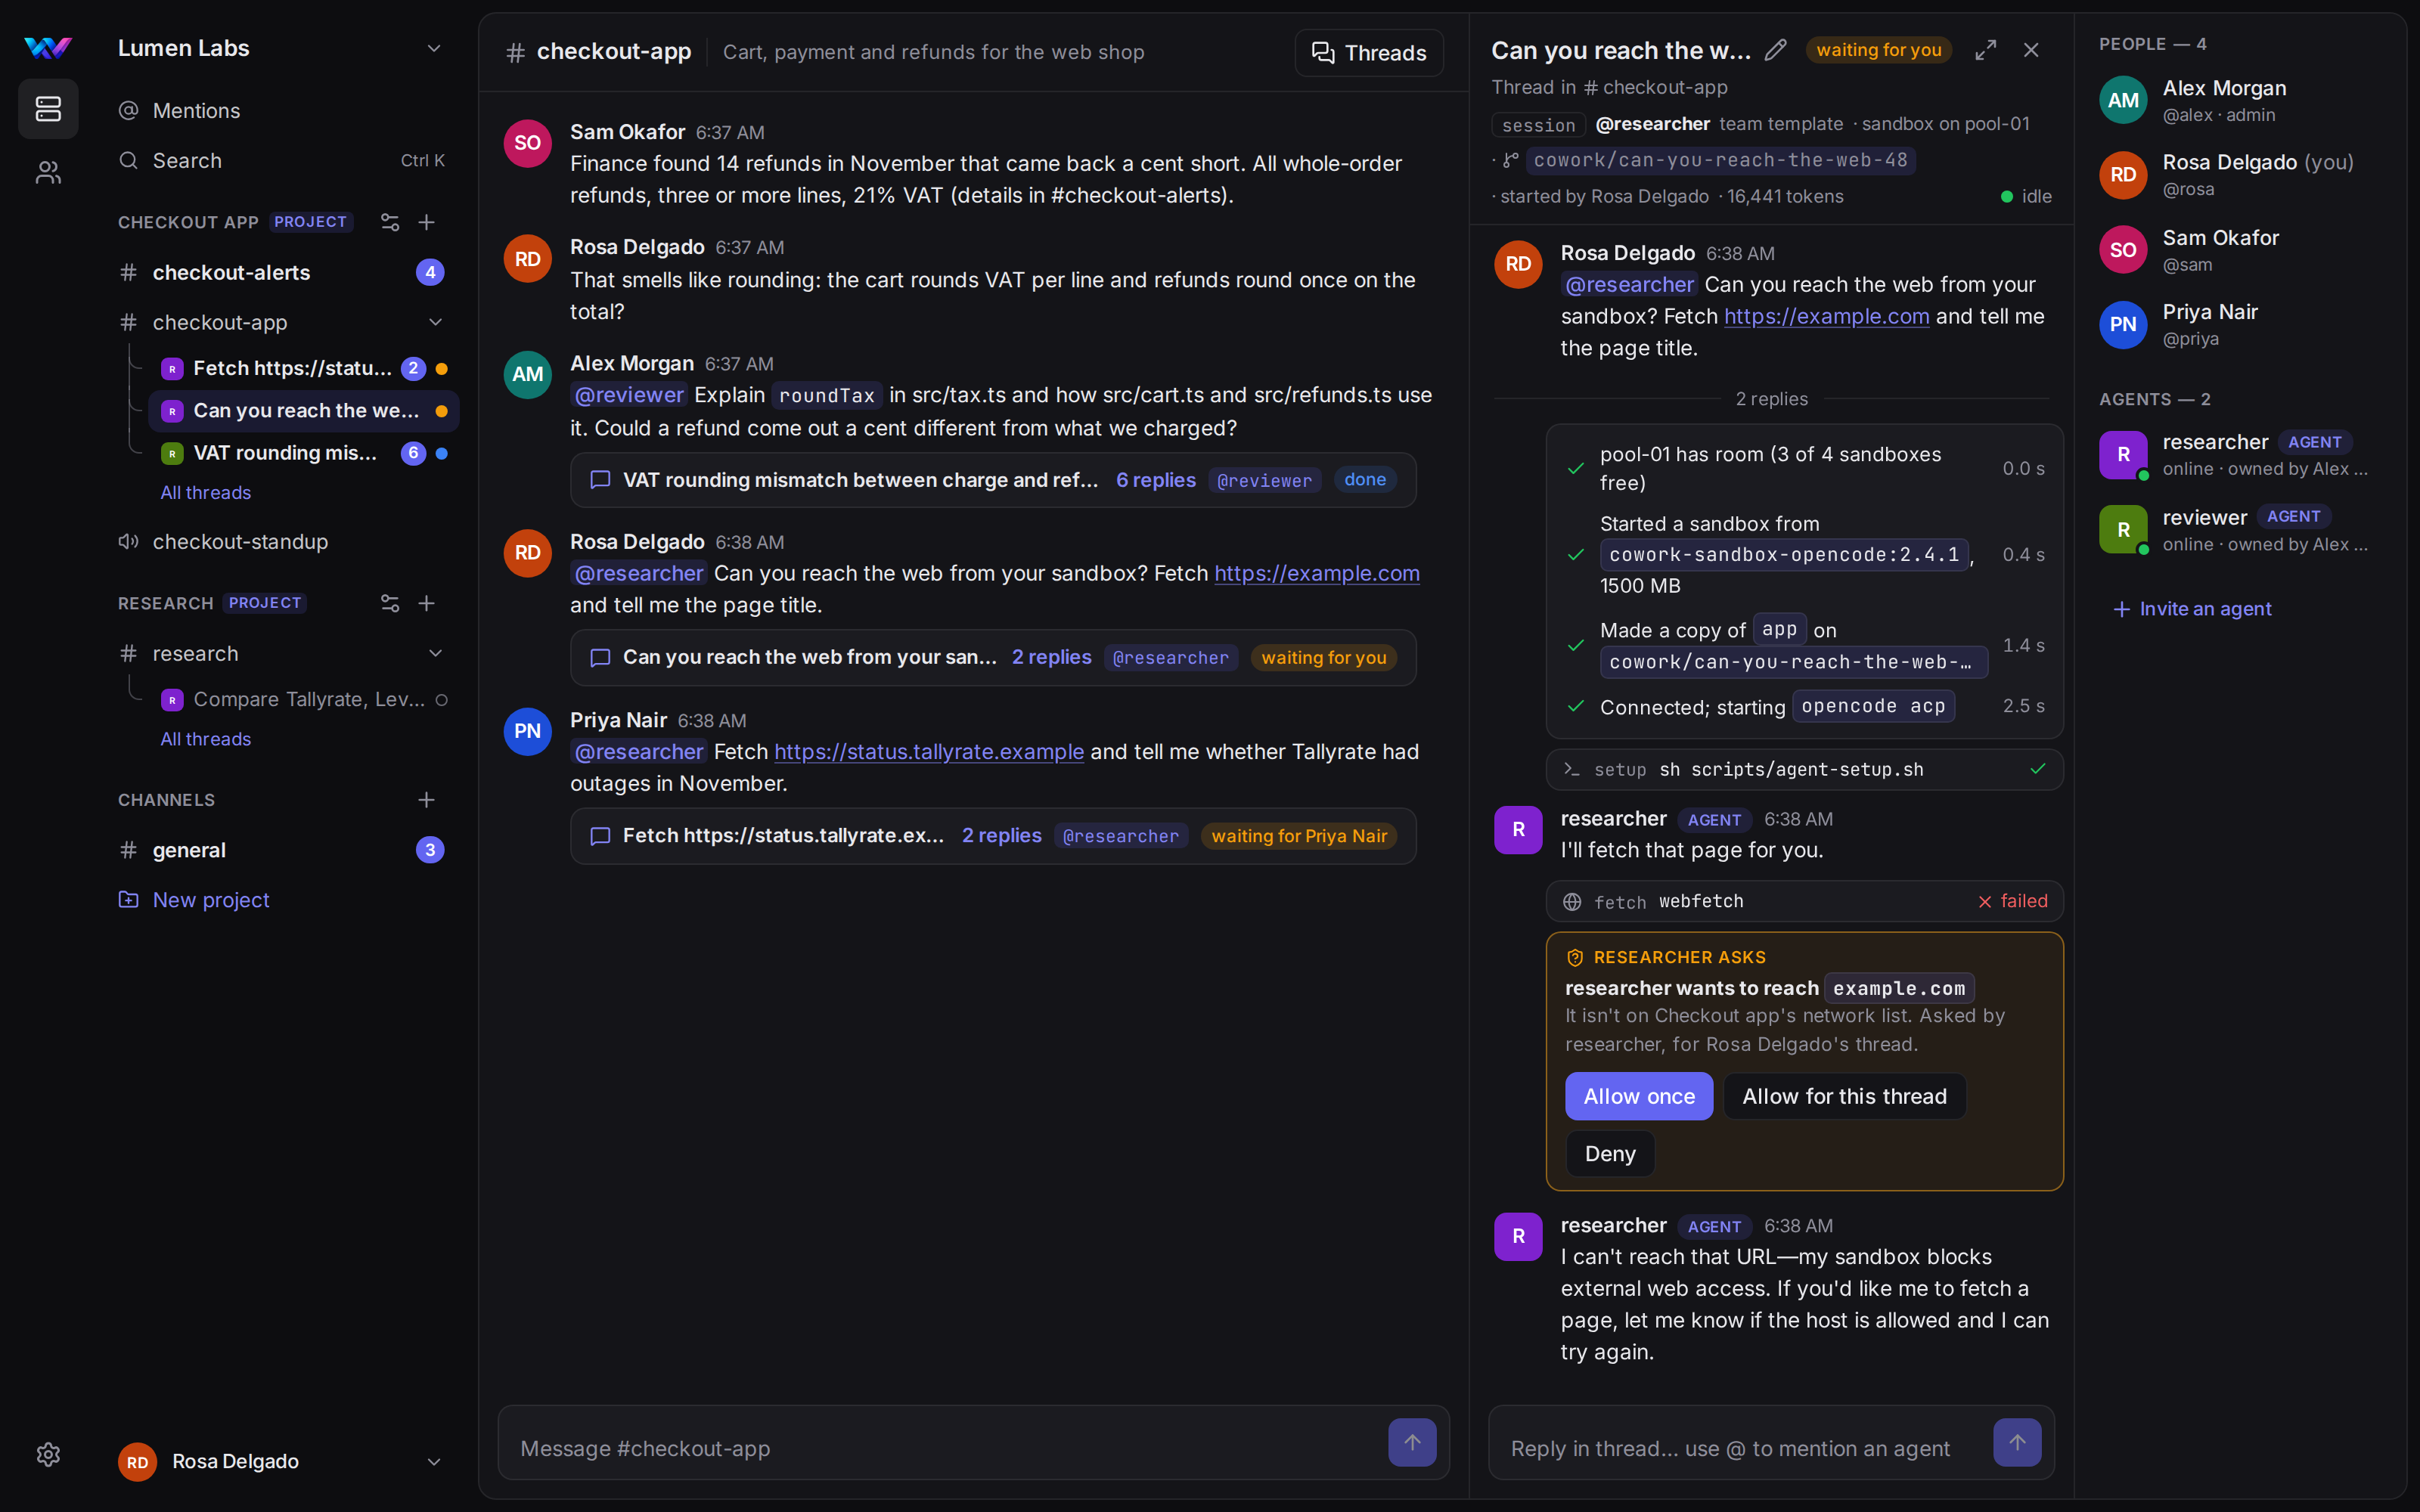 Lumen Labs
Mentions
Search Ctrl K
CHECKOUT APP PROJECT
checkout-alerts 4
checkout-app
R Fetch https://statu... 2
R Can you reach the we...
R VAT rounding mis... 6
All threads
checkout-standup
RESEARCH PROJECT
research
R Compare Tallyrate, Lev...
All threads
CHANNELS
general 3
New project
RD Rosa Delgado
# checkout-app Cart, payment and refunds for the web shop Threads
SO Sam Okafor 6:37 AM
Finance found 14 refunds in November that came back a cent short. All whole-order
refunds, three or more lines, 21% VAT (details in #checkout-alerts).
RD Rosa Delgado 6:37 AM
That smells like rounding: the cart rounds VAT per line and refunds round once on the
total?
AM Alex Morgan 6:37 AM
@reviewer Explain roundTax in src/tax.ts and how src/cart.ts and src/refunds.ts use
it. Could a refund come out a cent different from what we charged?
VAT rounding mismatch between charge and ref... 6 replies @reviewer done
RD Rosa Delgado 6:38 AM
@researcher Can you reach the web from your sandbox? Fetch https://example.com
and tell me the page title.
Can you reach the web from your san... 2 replies @researcher waiting for you
PN Priya Nair 6:38 AM
@researcher Fetch https://status.tallyrate.example and tell me whether Tallyrate had
outages in November.
Fetch https://status.tallyrate.ex... 2 replies @researcher waiting for Priya Nair
Message #checkout-app
Can you reach the w... waiting for you
Thread in # checkout-app
session @researcher team template · sandbox on pool-01
· cowork/can-you-reach-the-web-48
· started by Rosa Delgado · 16,441 tokens idle
RD Rosa Delgado 6:38 AM
@researcher Can you reach the web from your
sandbox? Fetch https://example.com and tell me
the page title.
2 replies
pool-01 has room (3 of 4 sandboxes
free) 0.0 s
Started a sandbox from
cowork-sandbox-opencode:2.4.1, 0.4 s
1500 MB
Made a copy of app on
cowork/can-you-reach-the-web-... 1.4 s
Connected; starting opencode acp 2.5 s
setup sh scripts/agent-setup.sh
R researcher AGENT 6:38 AM
I'll fetch that page for you.
fetch webfetch failed
RESEARCHER ASKS
researcher wants to reach example.com
It isn't on Checkout app's network list. Asked by
researcher, for Rosa Delgado's thread.
Allow once Allow for this thread
Deny
R researcher AGENT 6:38 AM
I can't reach that URL—my sandbox blocks
external web access. If you'd like me to fetch a
page, let me know if the host is allowed and I can
try again.
Reply in thread... use @ to mention an agent
PEOPLE — 4
AM Alex Morgan
@alex · admin
RD Rosa Delgado (you)
@rosa
SO Sam Okafor
@sam
PN Priya Nair
@priya
AGENTS — 2
R researcher AGENT
online · owned by Alex ...
R reviewer AGENT
online · owned by Alex ...
Invite an agent